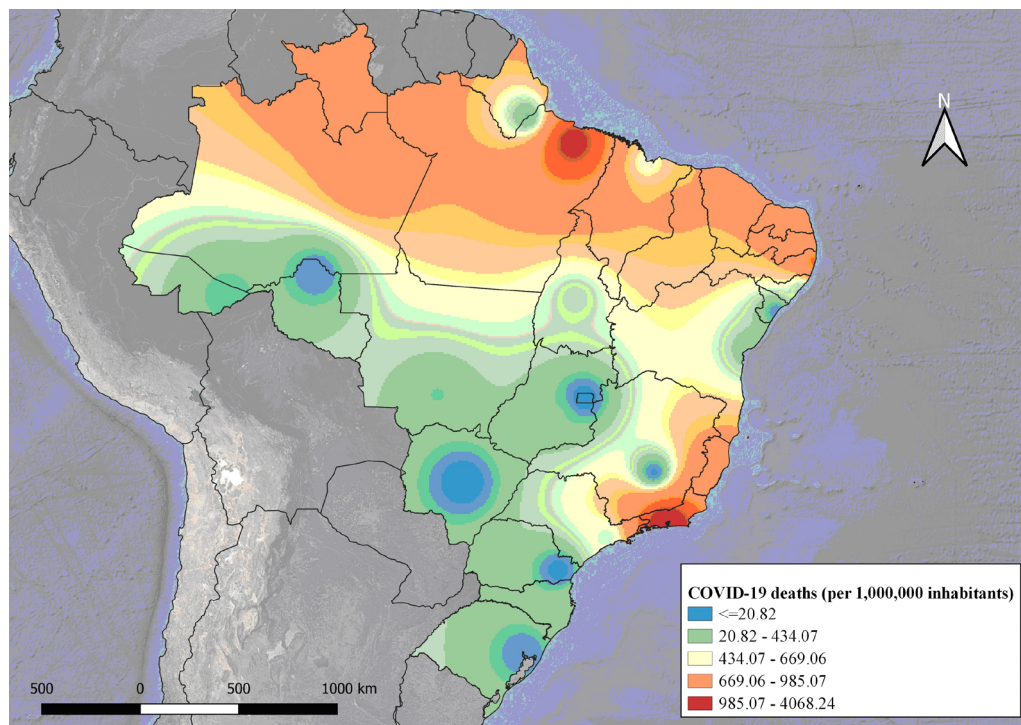 N
COVID-19 deaths (per 1,000,000 inhabitants)
<=20.82
20.82 - 434.07
434.07 - 669.06
669.06 - 985.07
985.07 - 4068.24
500 0 500 1000 km